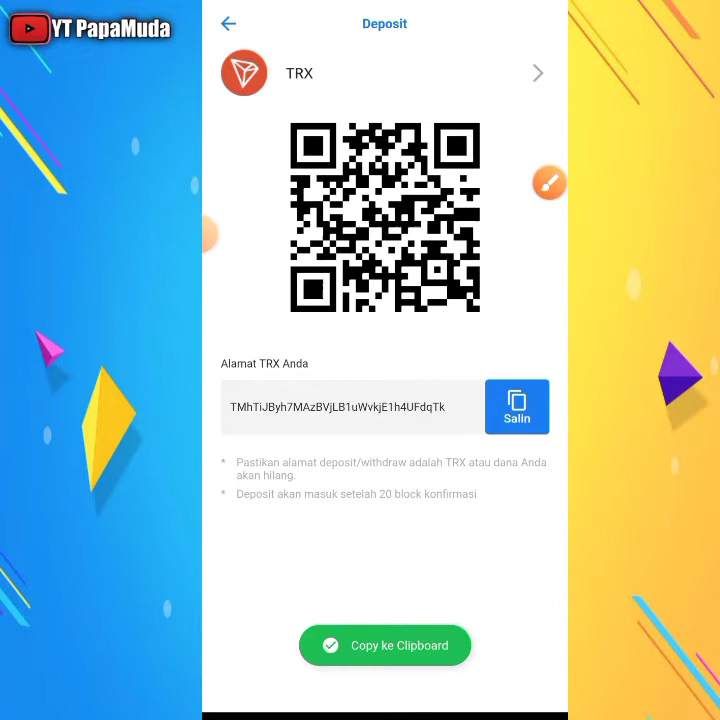 YT PapaMuda
Deposit
TRX
Alamat TRX Anda
TMhTiJByh7MAzBVjLB1uWvkjE1h4UFdqTk
Salin
* Pastikan alamat deposit/withdraw adalah TRX atau dana Anda
akan hilang.
* Deposit akan masuk setelah 20 block konfirmasi
Copy ke Clipboard